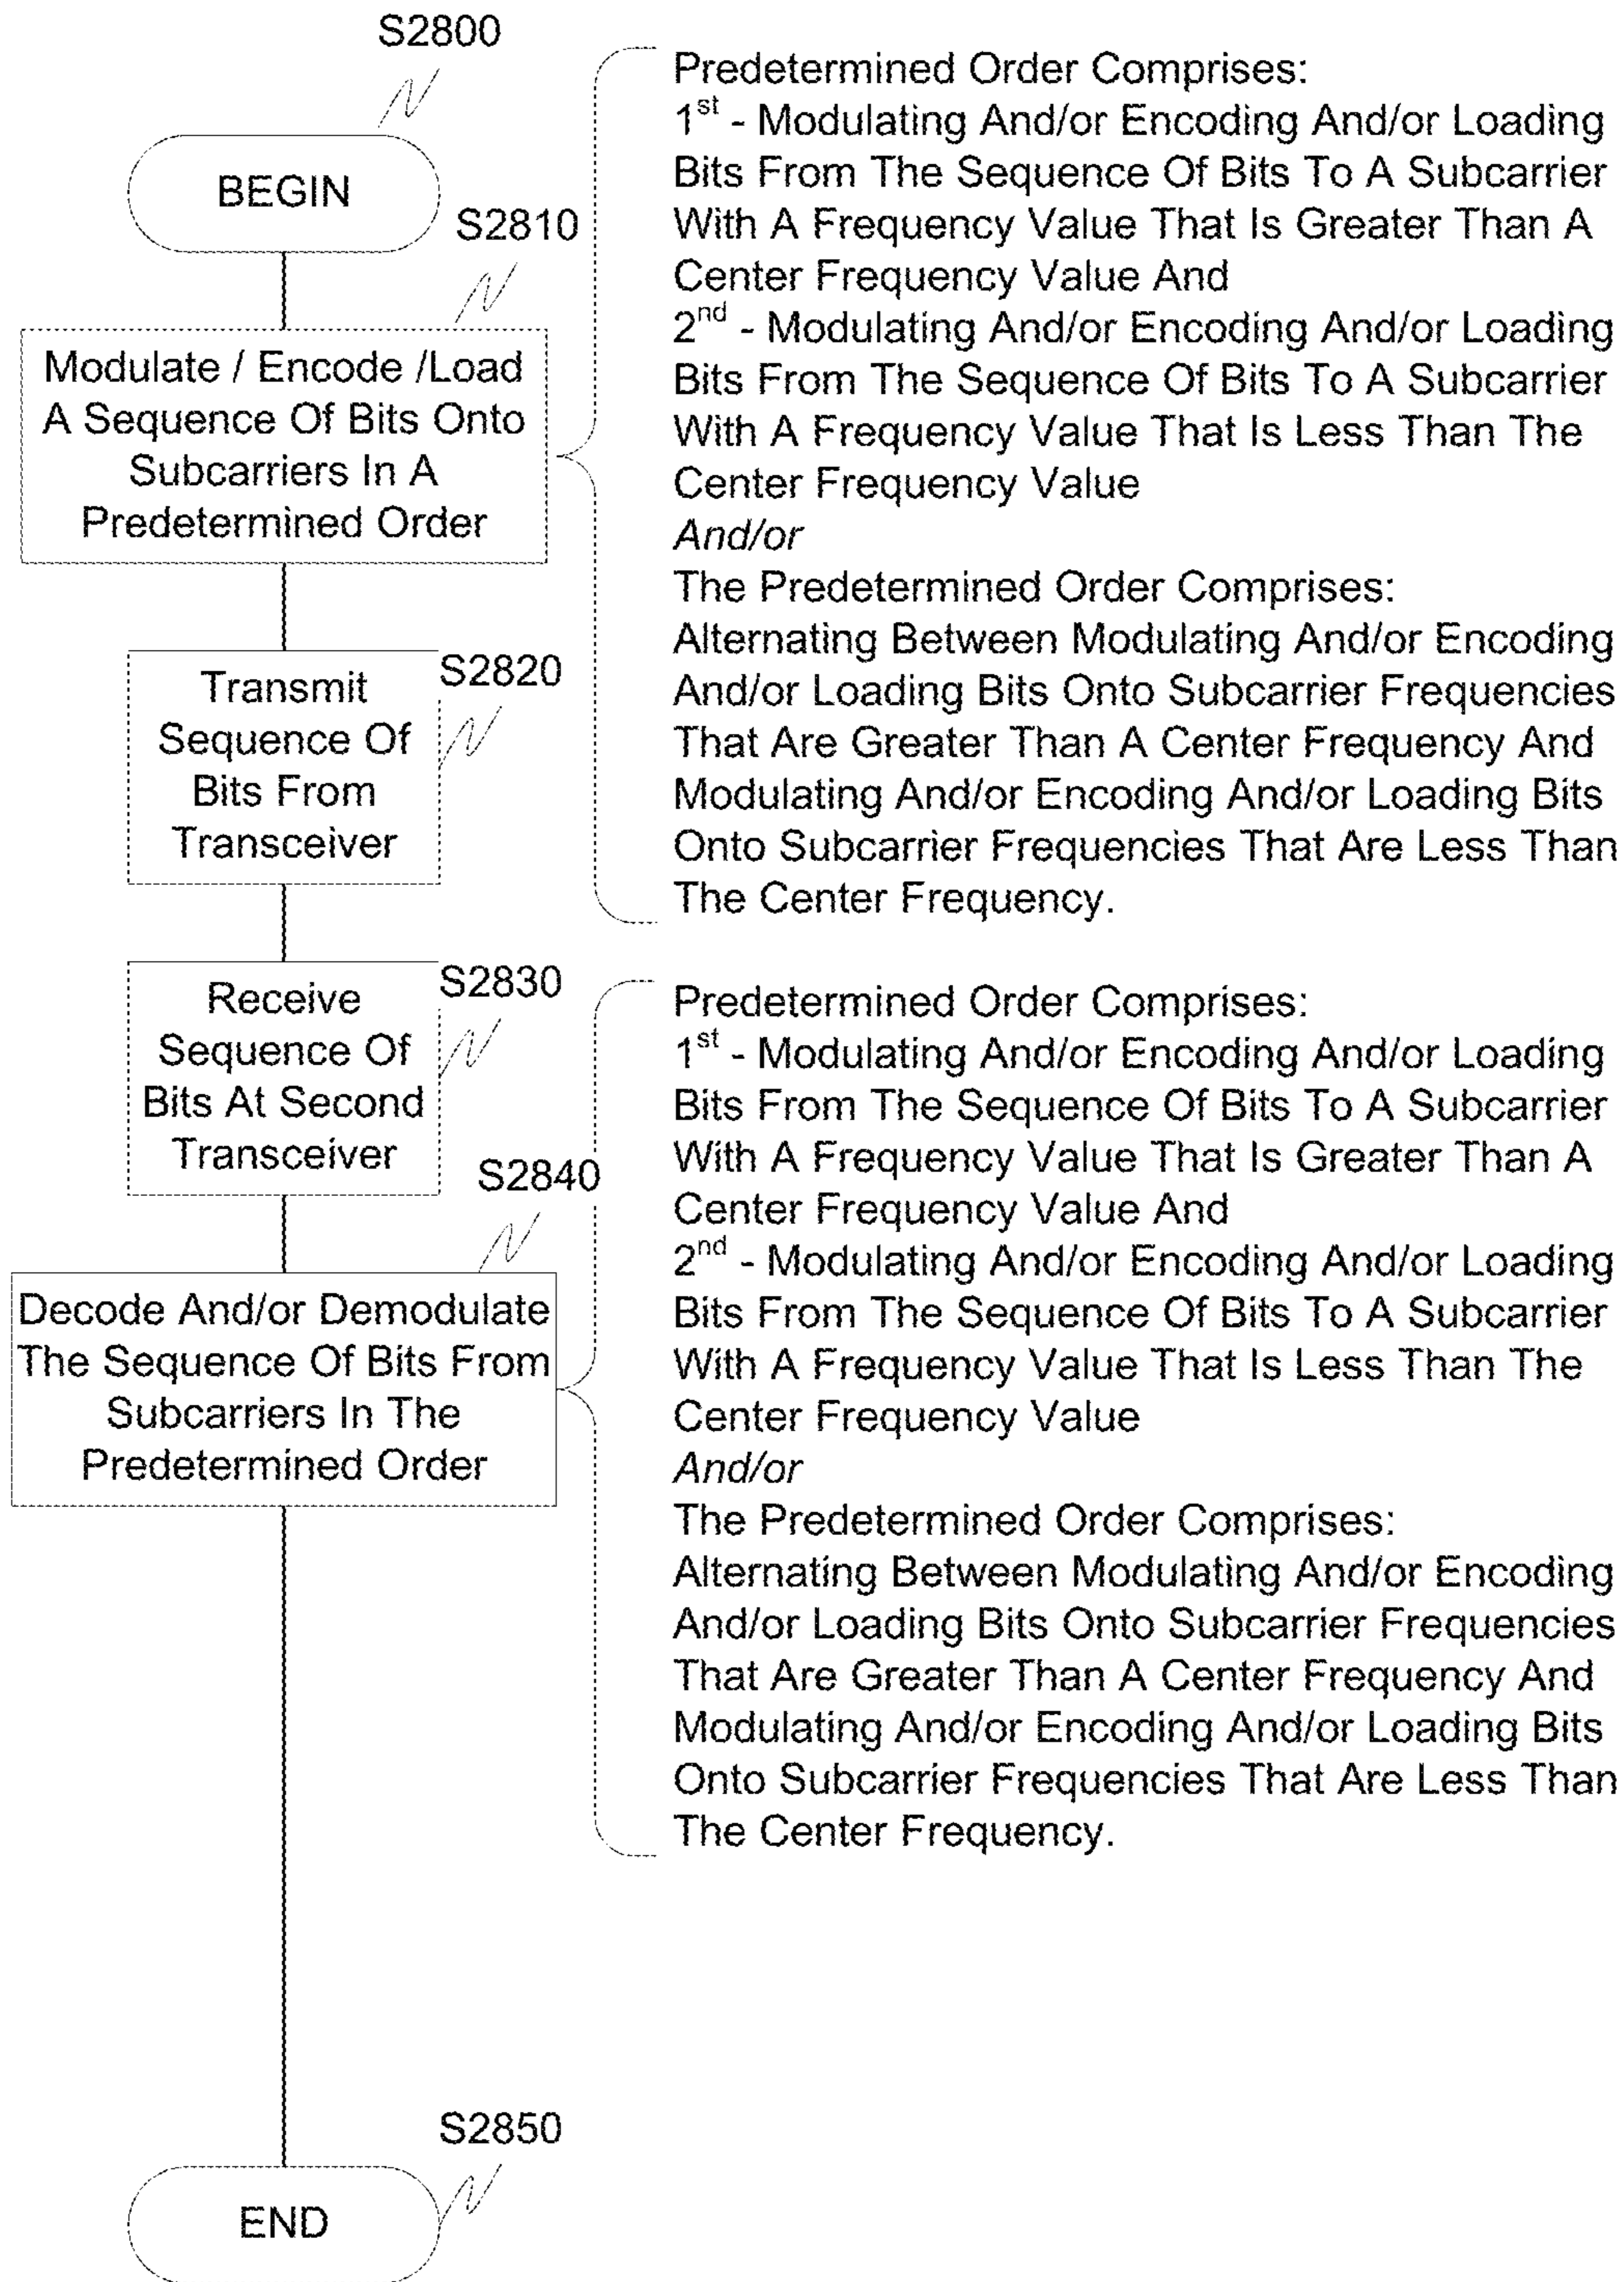 S2800
BEGIN
S2810
Modulate / Encode /Load
A Sequence Of Bits Onto
Subcarriers In A
Predetermined Order
Predetermined Order Comprises:
1st - Modulating And/or Encoding And/or Loading
Bits From The Sequence Of Bits To A Subcarrier
With A Frequency Value That Is Greater Than A
Center Frequency Value And
2nd - Modulating And/or Encoding And/or Loading
Bits From The Sequence Of Bits To A Subcarrier
With A Frequency Value That Is Less Than The
Center Frequency Value
And/or
The Predetermined Order Comprises:
Alternating Between Modulating And/or Encoding
And/or Loading Bits Onto Subcarrier Frequencies
That Are Greater Than A Center Frequency And
Modulating And/or Encoding And/or Loading Bits
Onto Subcarrier Frequencies That Are Less Than
The Center Frequency.
S2820
Transmit
Sequence Of
Bits From
Transceiver
S2830
Receive
Sequence Of
Bits At Second
Transceiver
S2840
Decode And/or Demodulate
The Sequence Of Bits From
Subcarriers In The
Predetermined Order
Predetermined Order Comprises:
1st - Modulating And/or Encoding And/or Loading
Bits From The Sequence Of Bits To A Subcarrier
With A Frequency Value That Is Greater Than A
Center Frequency Value And
2nd - Modulating And/or Encoding And/or Loading
Bits From The Sequence Of Bits To A Subcarrier
With A Frequency Value That Is Less Than The
Center Frequency Value
And/or
The Predetermined Order Comprises:
Alternating Between Modulating And/or Encoding
And/or Loading Bits Onto Subcarrier Frequencies
That Are Greater Than A Center Frequency And
Modulating And/or Encoding And/or Loading Bits
Onto Subcarrier Frequencies That Are Less Than
The Center Frequency.
S2850
END